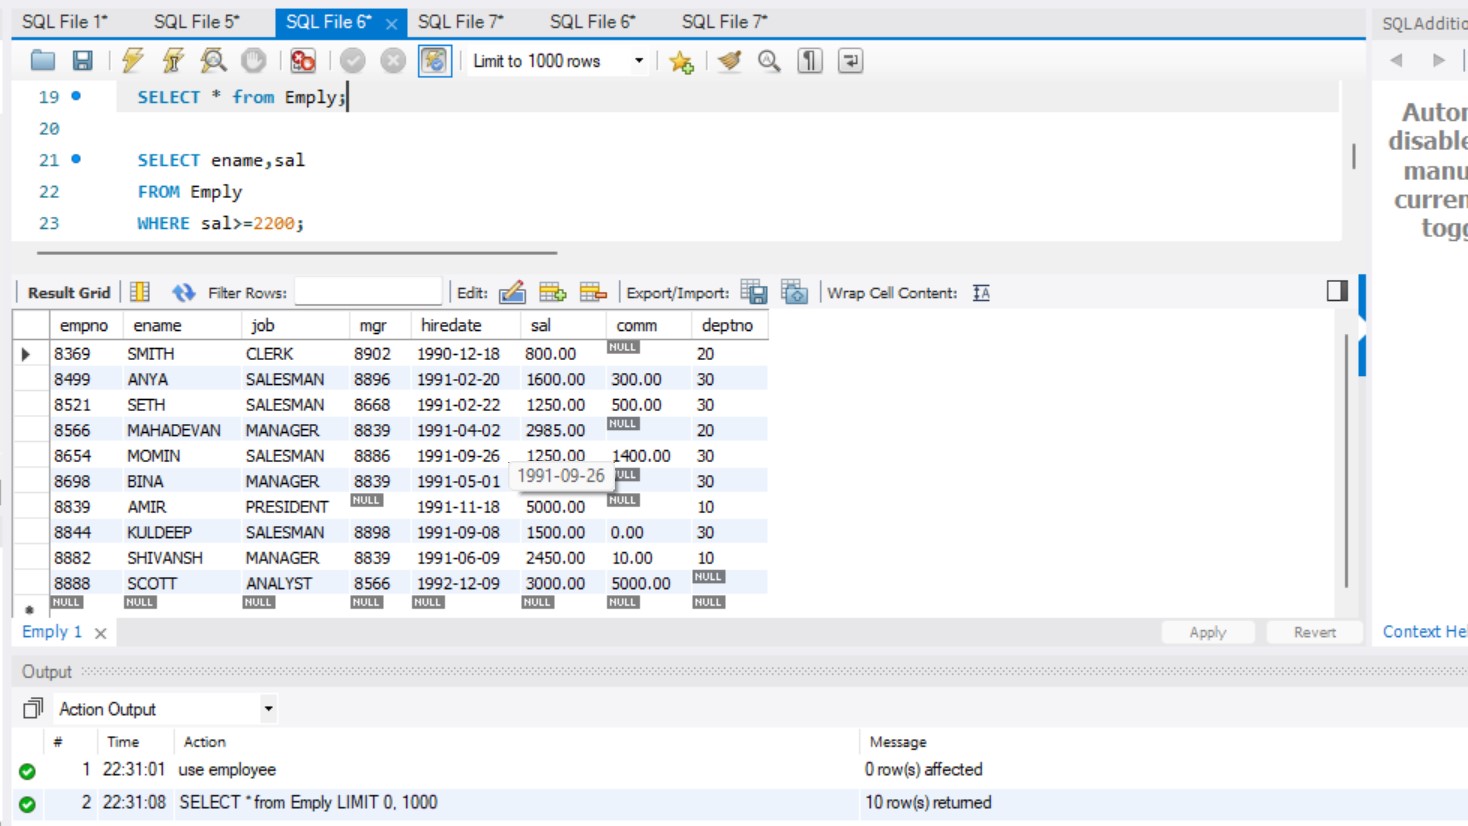 SQL File 1* SQL File 5* SQL File 6* SQL File 7* SQL File 6* SQL File 7*
Limit to 1000 rows
19 SELECT * from Emply;
20
21 SELECT ename,sal
22 FROM Emply
23 WHERE sal>=2200;
Result Grid Filter Rows: Edit: Export/Import: Wrap Cell Content: IA
empno ename job mgr hiredate sal comm deptno
8369 SMITH CLERK 8902 1990-12-18 800.00 NULL 20
8499 ANYA SALESMAN 8896 1991-02-20 1600.00 300.00 30
8521 SETH SALESMAN 8668 1991-02-22 1250.00 500.00 30
8566 MAHADEVAN MANAGER 8839 1991-04-02 2985.00 NULL 20
8654 MOMIN SALESMAN 8886 1991-09-26 1250.00 1400.00 30
1991-09-26
8698 BINA MANAGER 8839 1991-05-01 ULL 30
8839 AMIR PRESIDENT NULL 1991-11-18 5000.00 NULL 10
8844 KULDEEP SALESMAN 8898 1991-09-08 1500.00 0.00 30
8882 SHIVANSH MANAGER 8839 1991-06-09 2450.00 10.00 10
8888 SCOTT ANALYST 8566 1992-12-09 3000.00 5000.00 NULL
* NULL NULL NULL NULL NULL NULL NULL NULL
Emply 1
Apply Revert
Output
Action Output
# Time Action Message
1 22:31:01 use employee 0 row(s) affected
2 22:31:08 SELECT * from Emply LIMIT 0, 1000 10 row(s) returned
SQLAdditio
Autor
disable
manu
curren
togg
Context Hel